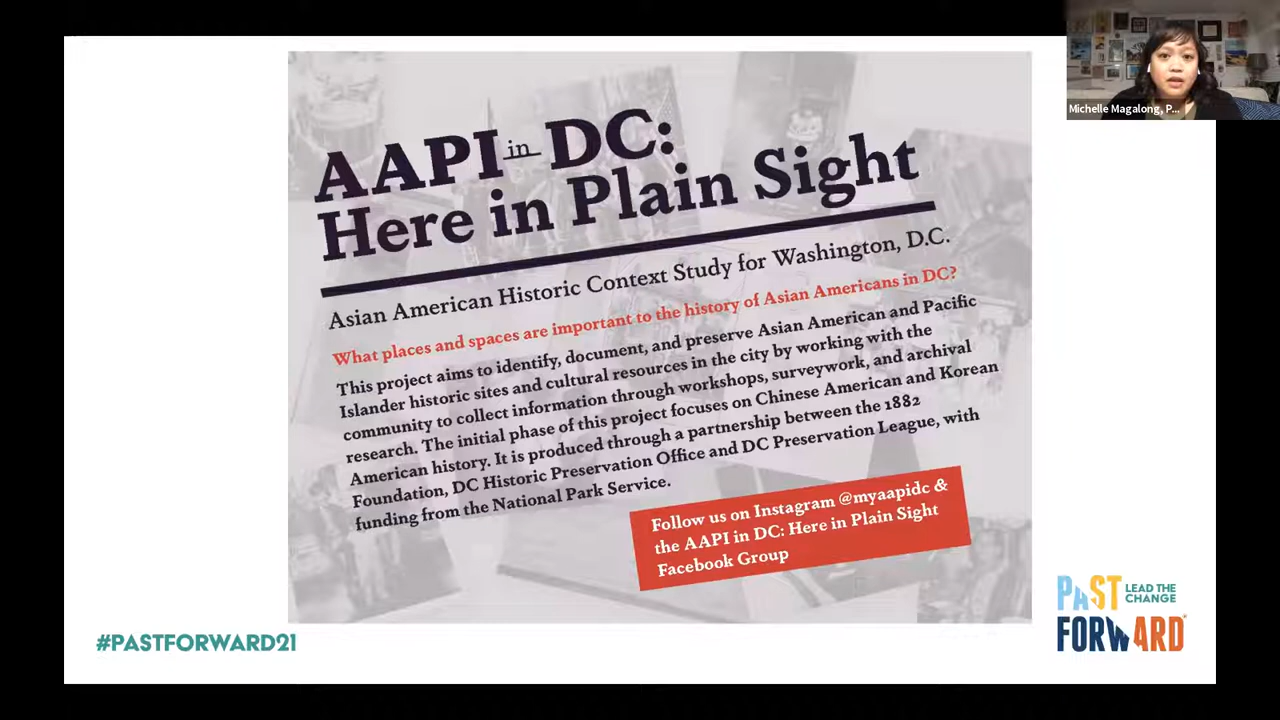 Michelle Magalong, P...
AAPI in DC:
Here in Plain Sight
Asian American Historic Context Study for Washington, D.C.
What places and spaces are important to the history of Asian Americans in DC?
This project aims to identify, document, and preserve Asian American and Pacific
Islander historic sites and cultural resources in the city by working with the
community to collect information through workshops, surveywork, and archival
research. The initial phase of this project focuses on Chinese American and Korean
American history. It is produced through a partnership between the 1882
Foundation, DC Historic Preservation Office and DC Preservation League, with
funding from the National Park Service.
Follow us on Instagram @myaapidc &
the AAPI in DC: Here in Plain Sight
Facebook Group
#PASTFORWARD21
PAST LEAD THE
CHANGE
FORWARD